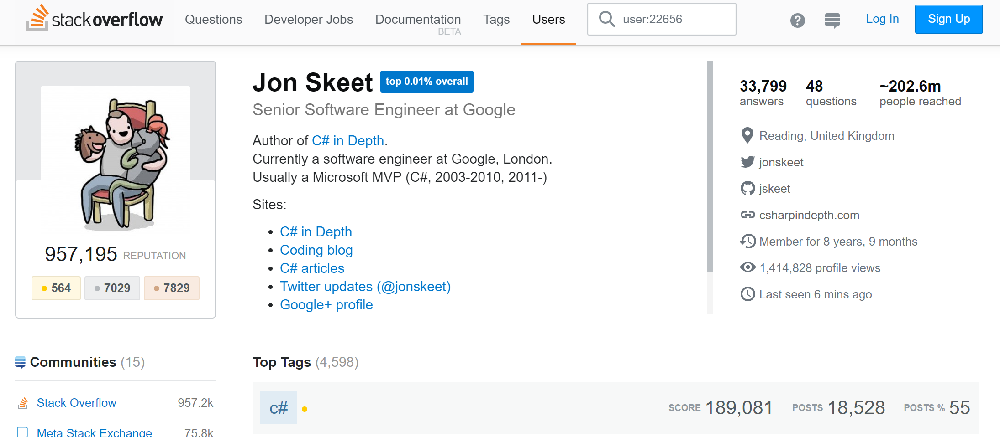 stackoverflow Questions Developer Jobs Documentation Tags Users user:22656 ? Log In Sign Up
BETA
Jon Skeet top 0.01% overall
Senior Software Engineer at Google
Author of C# in Depth.
Currently a software engineer at Google, London.
Usually a Microsoft MVP (C#, 2003-2010, 2011-)
Sites:
• C# in Depth
• Coding blog
• C# articles
• Twitter updates (@jonskeet)
• Google+ profile
33,799 48 ~202.6m
answers questions people reached
Reading, United Kingdom
jonskeet
jskeet
csharpindepth.com
Member for 8 years, 9 months
1,414,828 profile views
Last seen 6 mins ago
957,195 REPUTATION
564 7029 7829
Communities (15)
Stack Overflow 957.2k
Meta Stack Exchange 75.8k
Top Tags (4,598)
c# SCORE 189,081 POSTS 18,528 POSTS % 55